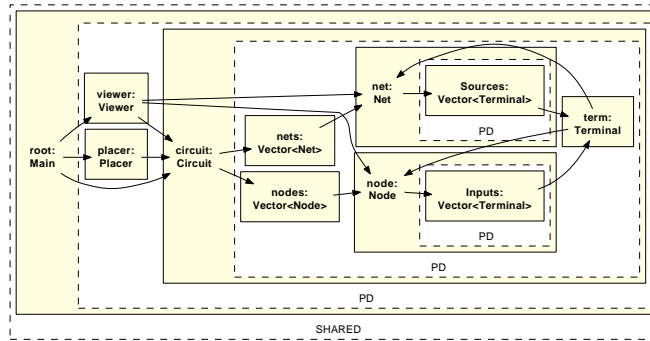 net:
Net
Sources:
Vector<Terminal>
viewer:
Viewer
term:
Terminal
nets:
Vector<Net>
PD
root:
Main
placer:
Placer
circuit:
Circuit
nodes:
Vector<Node>
node:
Node
Inputs:
Vector<Terminal>
PD
PD
PD
SHARED